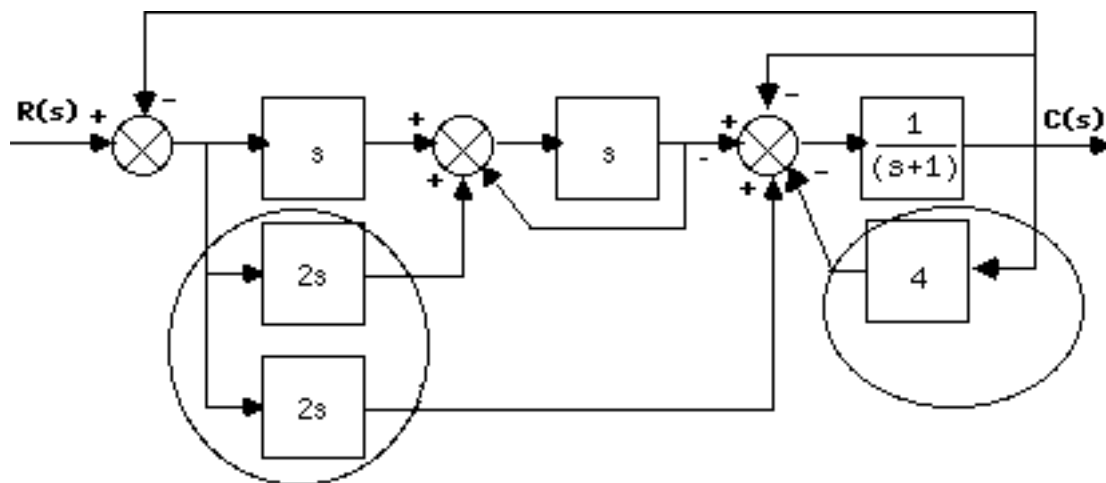 -
R(s) + + + - C(s)
s s 1
- (s+1)
+ + -
2s 4
2s